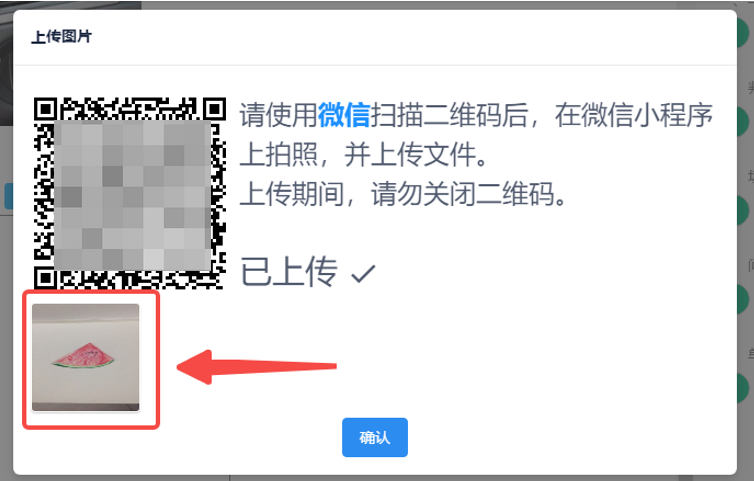 上传图片
请使用微信扫描二维码后，在微信小程序
上拍照，并上传文件。
上传期间，请勿关闭二维码。
已上传
确认